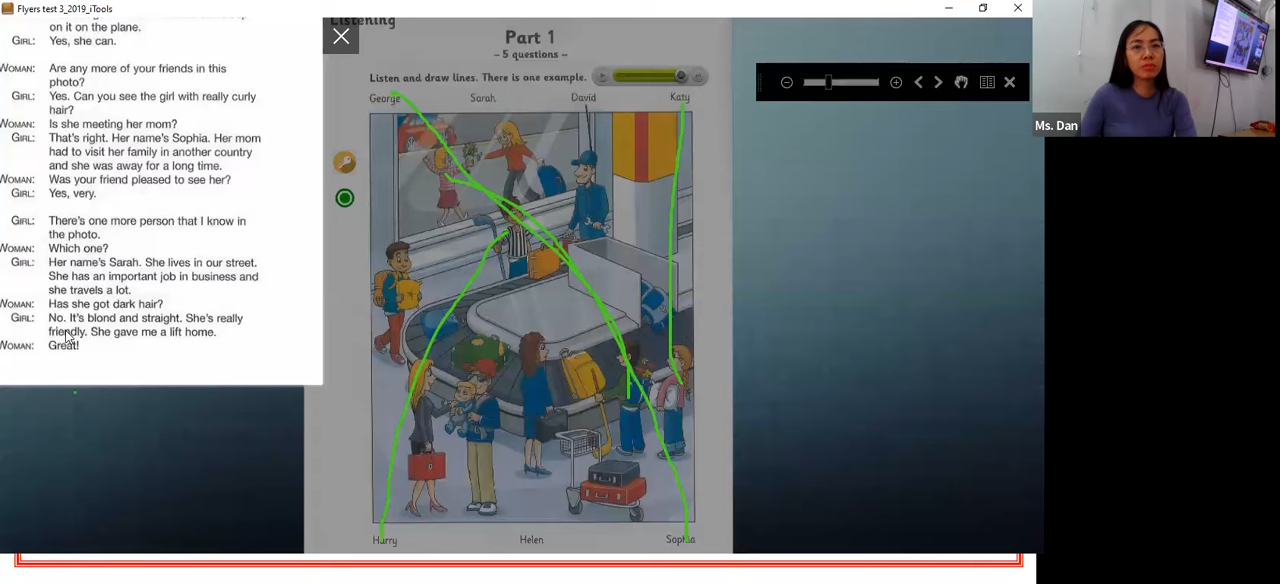 Flyers test 3_2019_iTools
on it on the plane.
GIRL: Yes, she can.
WOMAN: Are any more of your friends in this
photo?
GIRL: Yes. Can you see the girl with really curly
hair?
WOMAN: Is she meeting her mom?
GIRL: That's right. Her name's Sophia. Her mom
had to visit her family in another country
and she was away for a long time.
WOMAN: Was your friend pleased to see her?
GIRL: Yes, very.
GIRL: There's one more person that I know in
the photo.
WOMAN: Which one?
GIRL: Her name's Sarah. She lives in our street.
She has an important job in business and
she travels a lot.
WOMAN: Has she got dark hair?
GIRL: No. It's blond and straight. She's really
friendly. She gave me a lift home.
WOMAN: Great!
Listening
Part 1
– 5 questions –
Listen and draw lines. There is one example.
George Sarah David Katy
Harry Helen Sophia
Ms. Dan